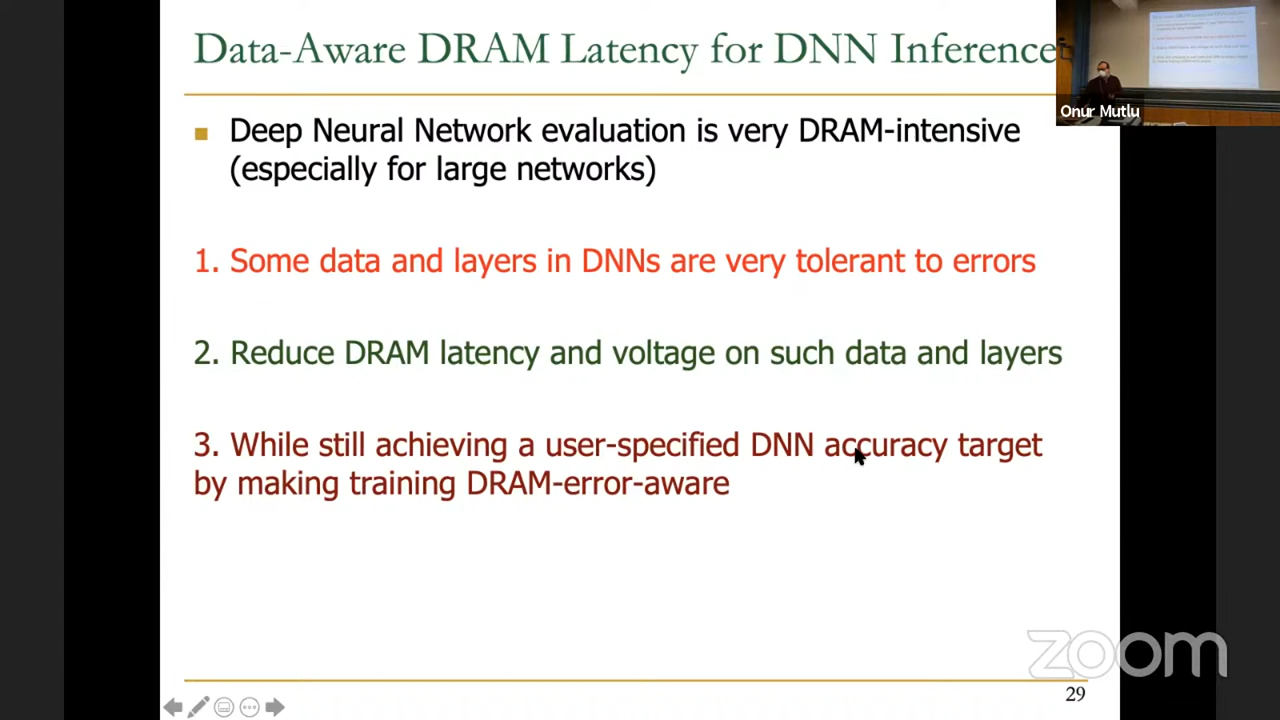 Data-Aware DRAM Latency for DNN Inference
Onur Mutlu
Deep Neural Network evaluation is very DRAM-intensive
(especially for large networks)
1. Some data and layers in DNNs are very tolerant to errors
2. Reduce DRAM latency and voltage on such data and layers
3. While still achieving a user-specified DNN accuracy target
by making training DRAM-error-aware
zoom
29